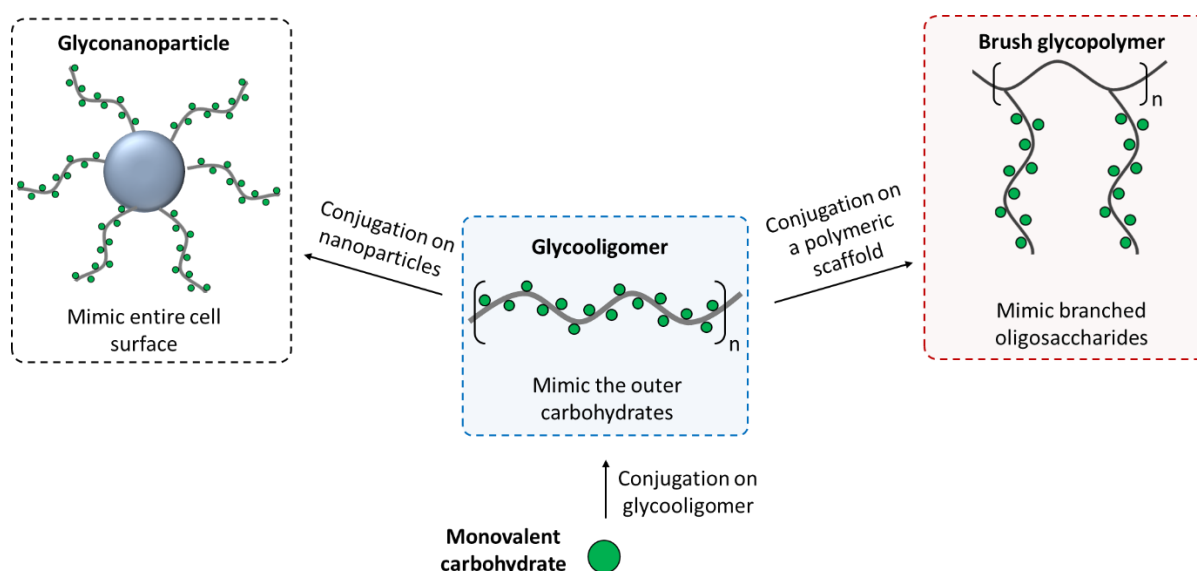 Glyconanoparticle
Mimic entire cell
surface
Conjugation on
nanoparticles
Glycooligomer
n
Mimic the outer
carbohydrates
Conjugation on
a polymeric
scaffold
Brush glycopolymer
n
Mimic branched
oligosaccharides
Conjugation on
glycooligomer
Monovalent
carbohydrate